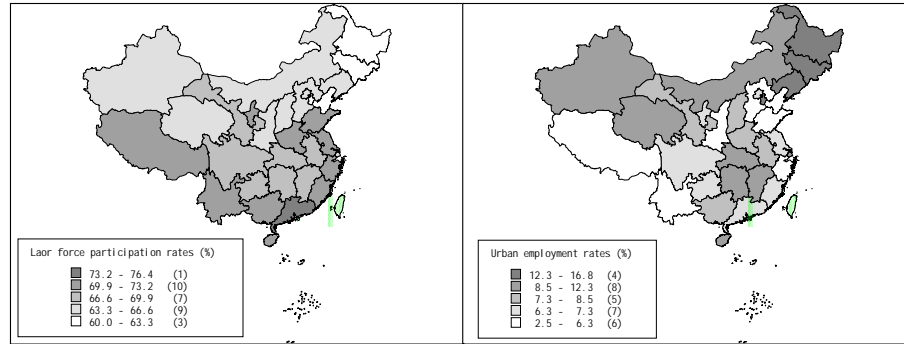 Laor force participation rates (%)
73.2 - 76.4 (1)
69.9 - 73.2 (10)
66.6 - 69.9 (7)
63.3 - 66.6 (9)
60.0 - 63.3 (3)
Urban employment rates (%)
12.3 - 16.8 (4)
8.5 - 12.3 (8)
7.3 - 8.5 (5)
6.3 - 7.3 (7)
2.5 - 6.3 (6)